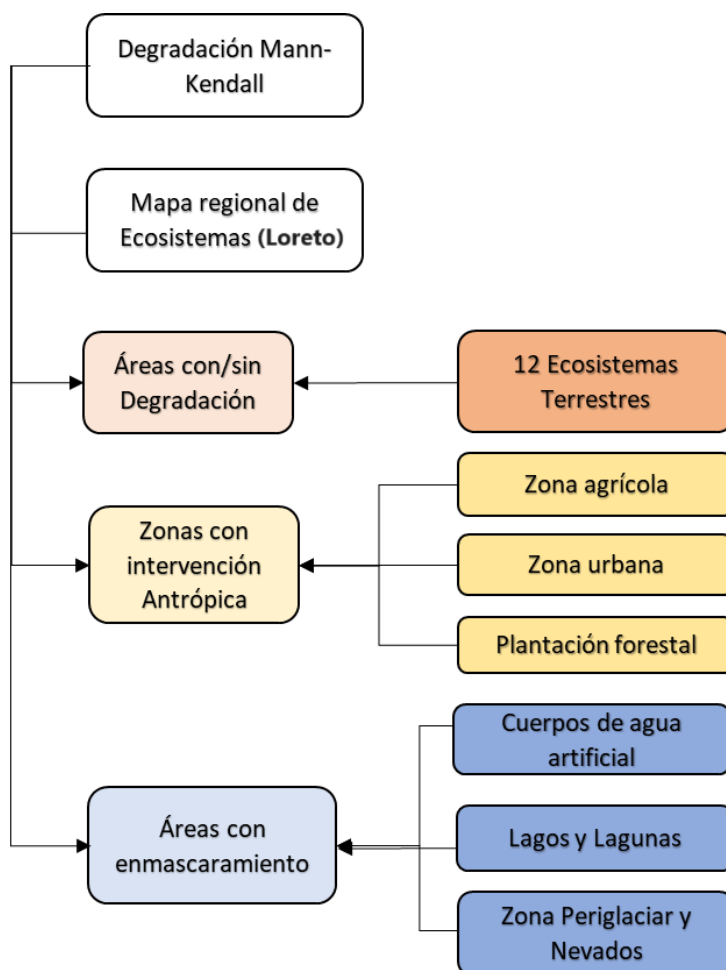 Degradación Mann-
Kendall
Mapa regional de
Ecosistemas (Loreto)
Áreas con/sin
Degradación
12 Ecosistemas
Terrestres
Zonas con
intervención
Antrópica
Zona agrícola
Zona urbana
Plantación forestal
Áreas con
enmascaramiento
Cuerpos de agua
artificial
Lagos y Lagunas
Zona Periglaciar y
Nevados